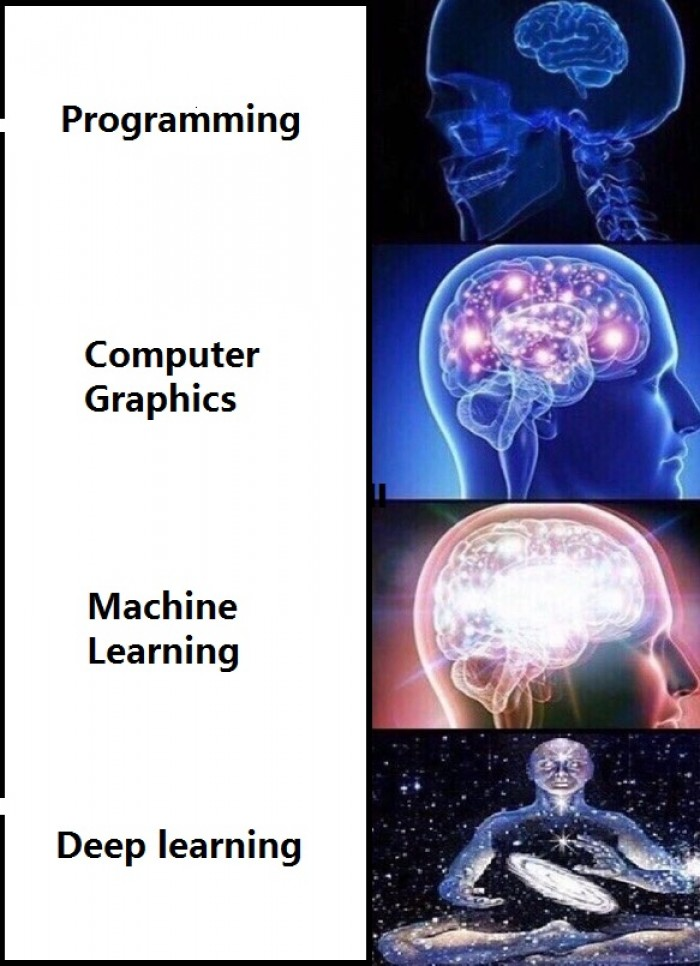 Programming
Computer
Graphics
Machine
Learning
Deep learning